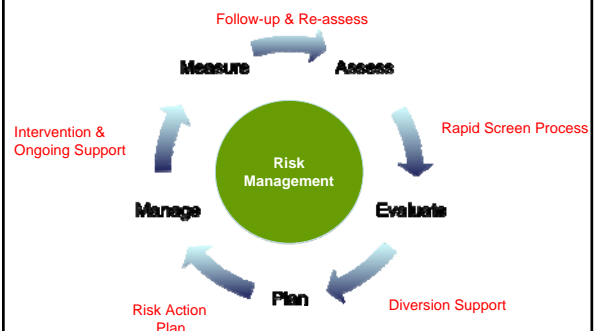 Follow-up & Re-assess
Measure
Assess
Intervention &
Ongoing Support
Rapid Screen Process
Risk
Management
Manage
Evaluate
Plan
Diversion Support
Risk Action
Plan